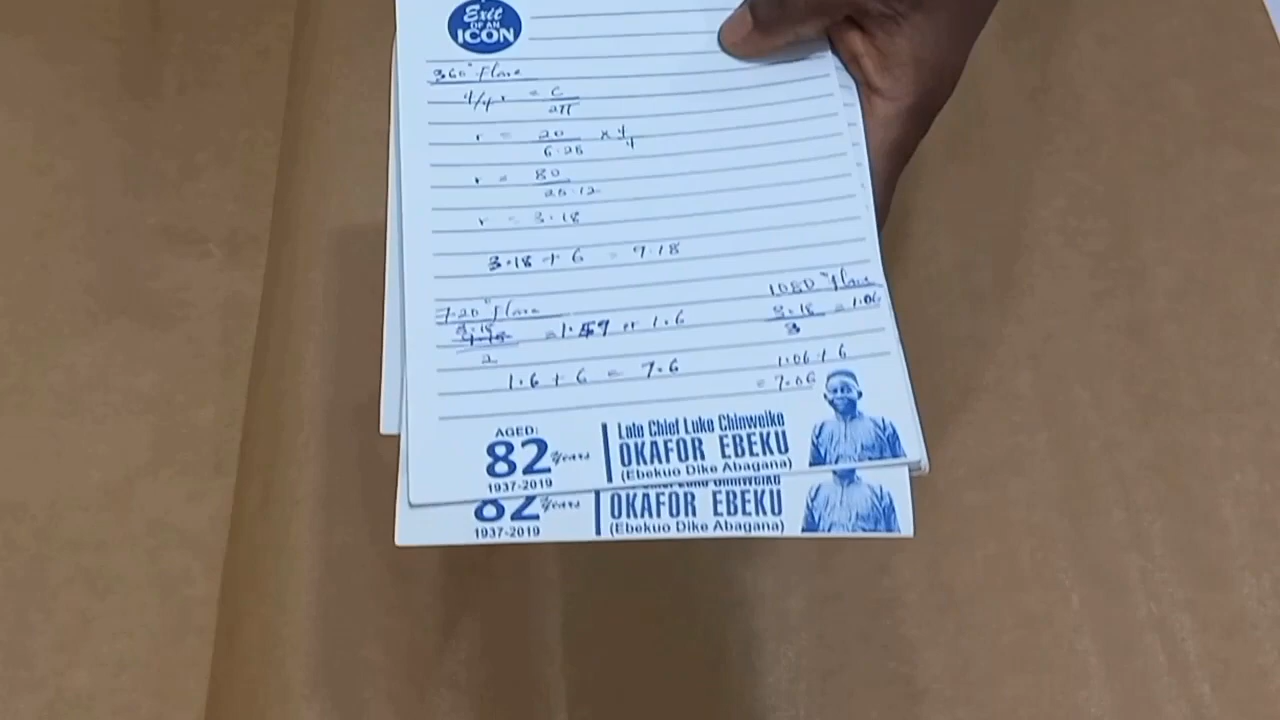 Exit
OF AN
ICON
360° flare
4/4 r = C
2π
r = 20 × 4
6.28 4
r = 80
25.12
r = 3.18
3.18 + 6 = 9.18
720° flare
3.18
= 1.59 or 1.6
2
1.6 + 6 = 7.6
1080° flare
3.18 = 1.06
3
1.06 + 6
= 7.06
AGED:
82 Years
1937-2019
Late Chief Luke Chinweike
OKAFOR EBEKU
(Ebekuo Dike Abagana)
82 Years
1937-2019
OKAFOR EBEKU
(Ebekuo Dike Abagana)